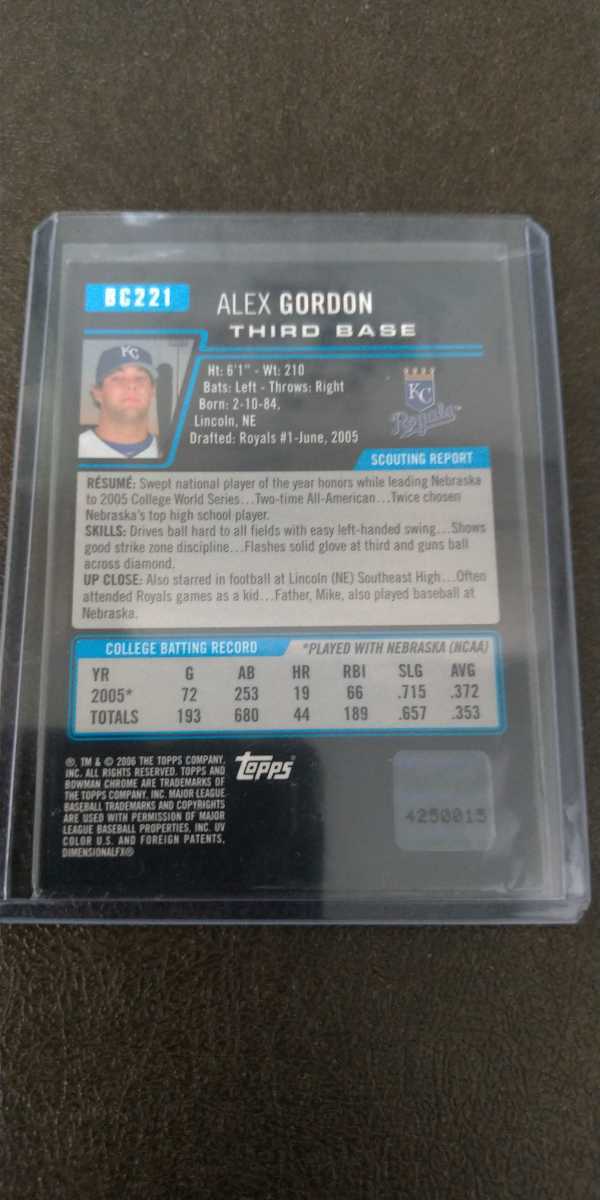 BC221
ALEX GORDON
THIRD BASE
KC
Ht: 6'1" - Wt: 210
Bats: Left - Throws: Right
Born: 2-10-84,
Lincoln, NE
Drafted: Royals #1-June, 2005
KC
Royals™
SCOUTING REPORT
RÉSUMÉ: Swept national player of the year honors while leading Nebraska
to 2005 College World Series...Two-time All-American...Twice chosen
Nebraska's top high school player.
SKILLS: Drives ball hard to all fields with easy left-handed swing...Shows
good strike zone discipline...Flashes solid glove at third and guns ball
across diamond.
UP CLOSE: Also starred in football at Lincoln (NE) Southeast High...Often
attended Royals games as a kid...Father, Mike, also played baseball at
Nebraska.
COLLEGE BATTING RECORD *PLAYED WITH NEBRASKA (NCAA)
YR G AB HR RBI SLG AVG
2005* 72 253 19 66 .715 .372
TOTALS 193 680 44 189 .657 .353
®, TM & © 2006 THE TOPPS COMPANY,
INC. ALL RIGHTS RESERVED. TOPPS AND
BOWMAN CHROME ARE TRADEMARKS OF
THE TOPPS COMPANY, INC. MAJOR LEAGUE
BASEBALL TRADEMARKS AND COPYRIGHTS
ARE USED WITH PERMISSION OF MAJOR
LEAGUE BASEBALL PROPERTIES, INC. UV
COLOR U.S. AND FOREIGN PATENTS,
DIMENSIONALFX®
Topps®
4250015